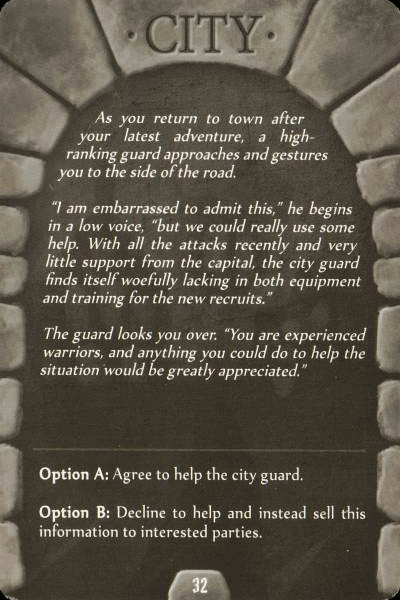 · CITY ·
As you return to town after
your latest adventure, a high-
ranking guard approaches and gestures
you to the side of the road.
"I am embarrassed to admit this," he begins
in a low voice, "but we could really use some
help. With all the attacks recently and very
little support from the capital, the city guard
finds itself woefully lacking in both equipment
and training for the new recruits."
The guard looks you over. "You are experienced
warriors, and anything you could do to help the
situation would be greatly appreciated."
Option A: Agree to help the city guard.
Option B: Decline to help and instead sell this
information to interested parties.
32